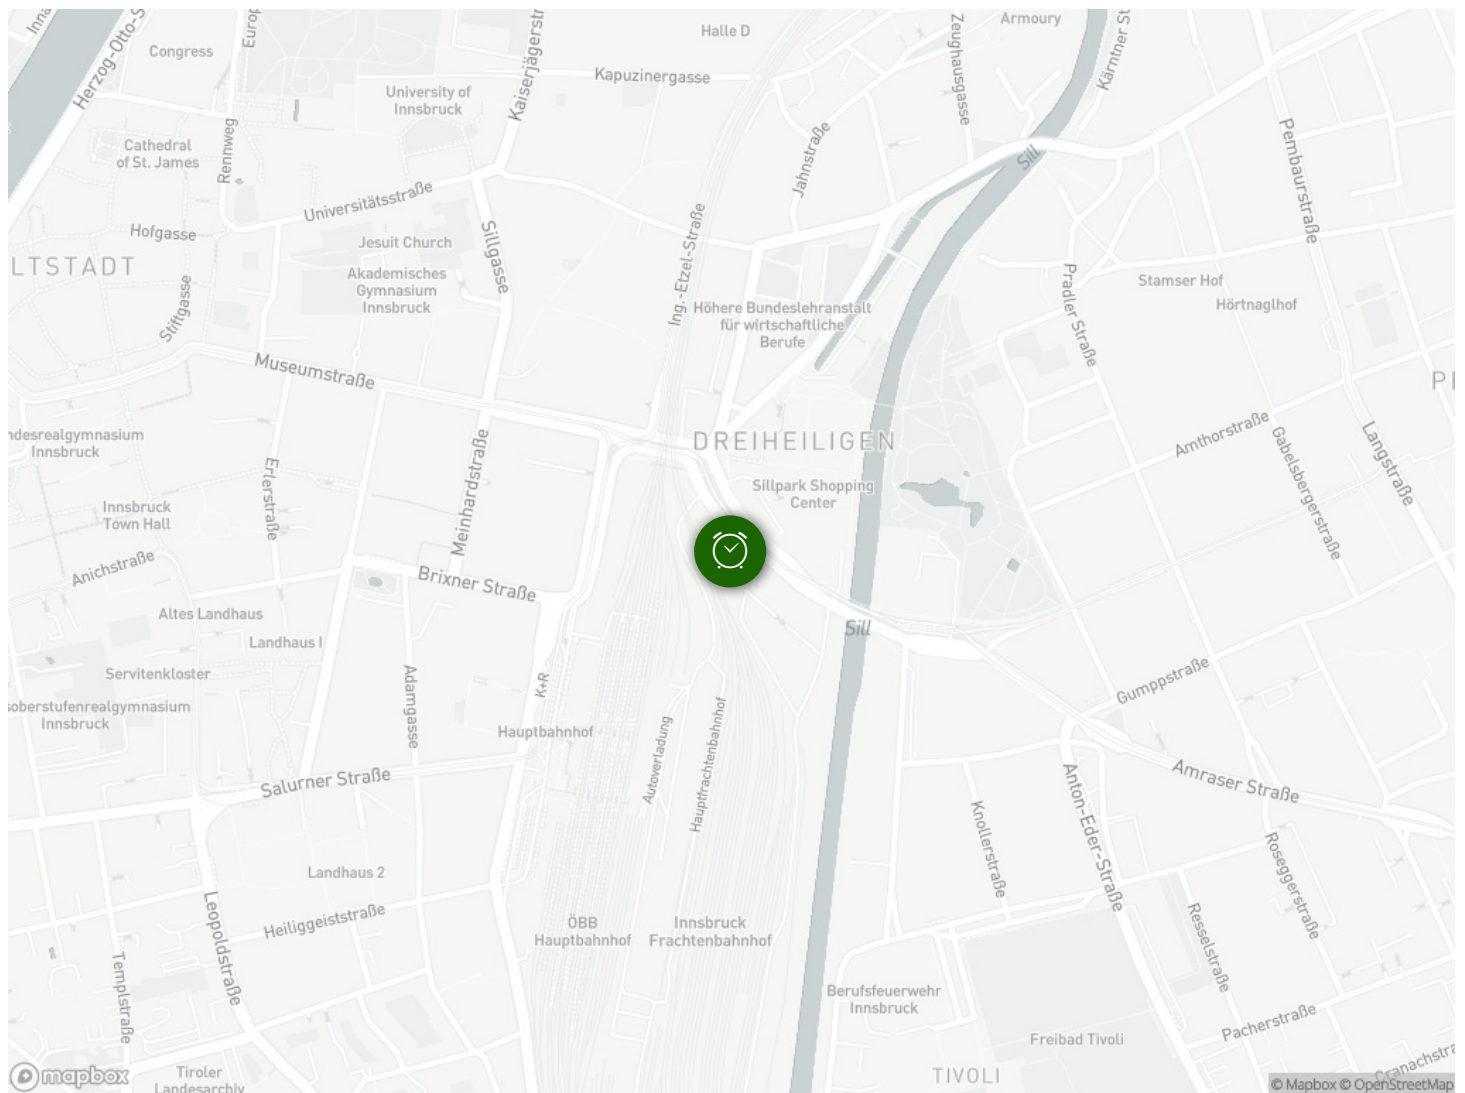 Herzog-Otto-S
Congress
Halle D
Armoury
Kaiserjägerstr
Zeughausgasse
Kärntner St
Kapuzinergasse
University of
Innsbruck
Cathedral
of St. James
Rennweg
Jahnstraße
Sill
Pembaurstraße
Universitätsstraße
Hofgasse
Sillgasse
Jesuit Church
Ing.-Etzel-Straße
LTSTADT
Akademisches
Gymnasium
Innsbruck
Stiftgasse
Höhere Bundeslehranstalt
für wirtschaftliche
Berufe
Pradler Straße
Stamser Hof
Hörtnaglhof
Museumstraße
PI
ndesrealgymnasium
Innsbruck
DREIHEILIGEN
Amthorstraße
Gabelsbergerstraße
Langstraße
Erlerstraße
Meinhardstraße
Sillpark Shopping
Center
Innsbruck
Town Hall
Anichstraße
Brixner Straße
Altes Landhaus
Landhaus I
Sill
Servitenkloster
Adamgasse
K+R
Gumppstraße
soberstufenrealgymnasium
Innsbruck
Hauptbahnhof
Autoverladung
Hauptfrachtenbahnhof
Salurner Straße
Amraser Straße
Anton-Eder-Straße
Knollerstraße
Roseggerstraße
Landhaus 2
Leopoldstraße
Heiliggeiststraße
ÖBB
Hauptbahnhof
Innsbruck
Frachtenbahnhof
Resselstraße
Templstraße
Berufsfeuerwehr
Innsbruck
Pacherstraße
Freibad Tivoli
TIVOLI
Cranachstra
Tiroler
Landesarchiv
mapbox
© Mapbox © OpenStreetMap